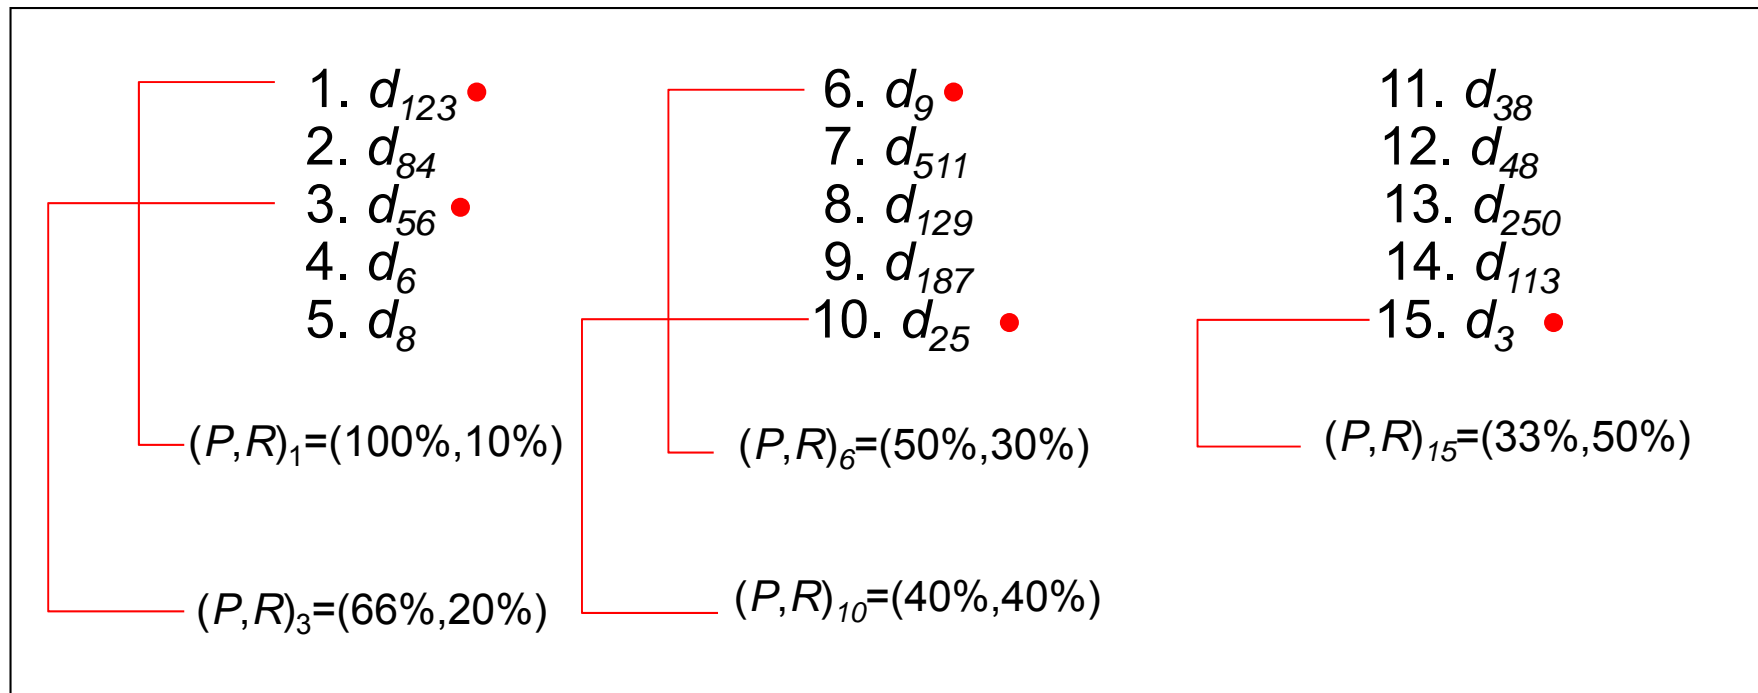 1. d123
2. d84
3. d56
4. d6
5. d8
(P,R)1=(100%,10%)
(P,R)3=(66%,20%)
6. d9
7. d511
8. d129
9. d187
10. d25
(P,R)6=(50%,30%)
(P,R)10=(40%,40%)
11. d38
12. d48
13. d250
14. d113
15. d3
(P,R)15=(33%,50%)